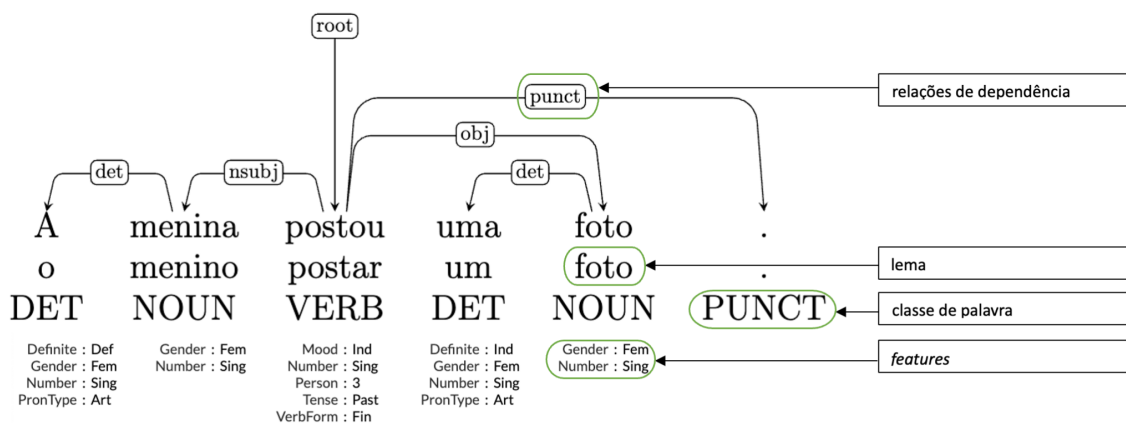 root
punct
relações de dependência
obj
det nsubj det
A menina postou uma foto .
o menino postar um foto .
lema
DET NOUN VERB DET NOUN PUNCT
classe de palavra
Definite : Def Gender : Fem Mood : Ind Definite : Ind Gender : Fem
Gender : Fem Number : Sing Number : Sing Gender : Fem Number : Sing
features
Number : Sing Person : 3 Number : Sing
PronType : Art Tense : Past PronType : Art
VerbForm : Fin